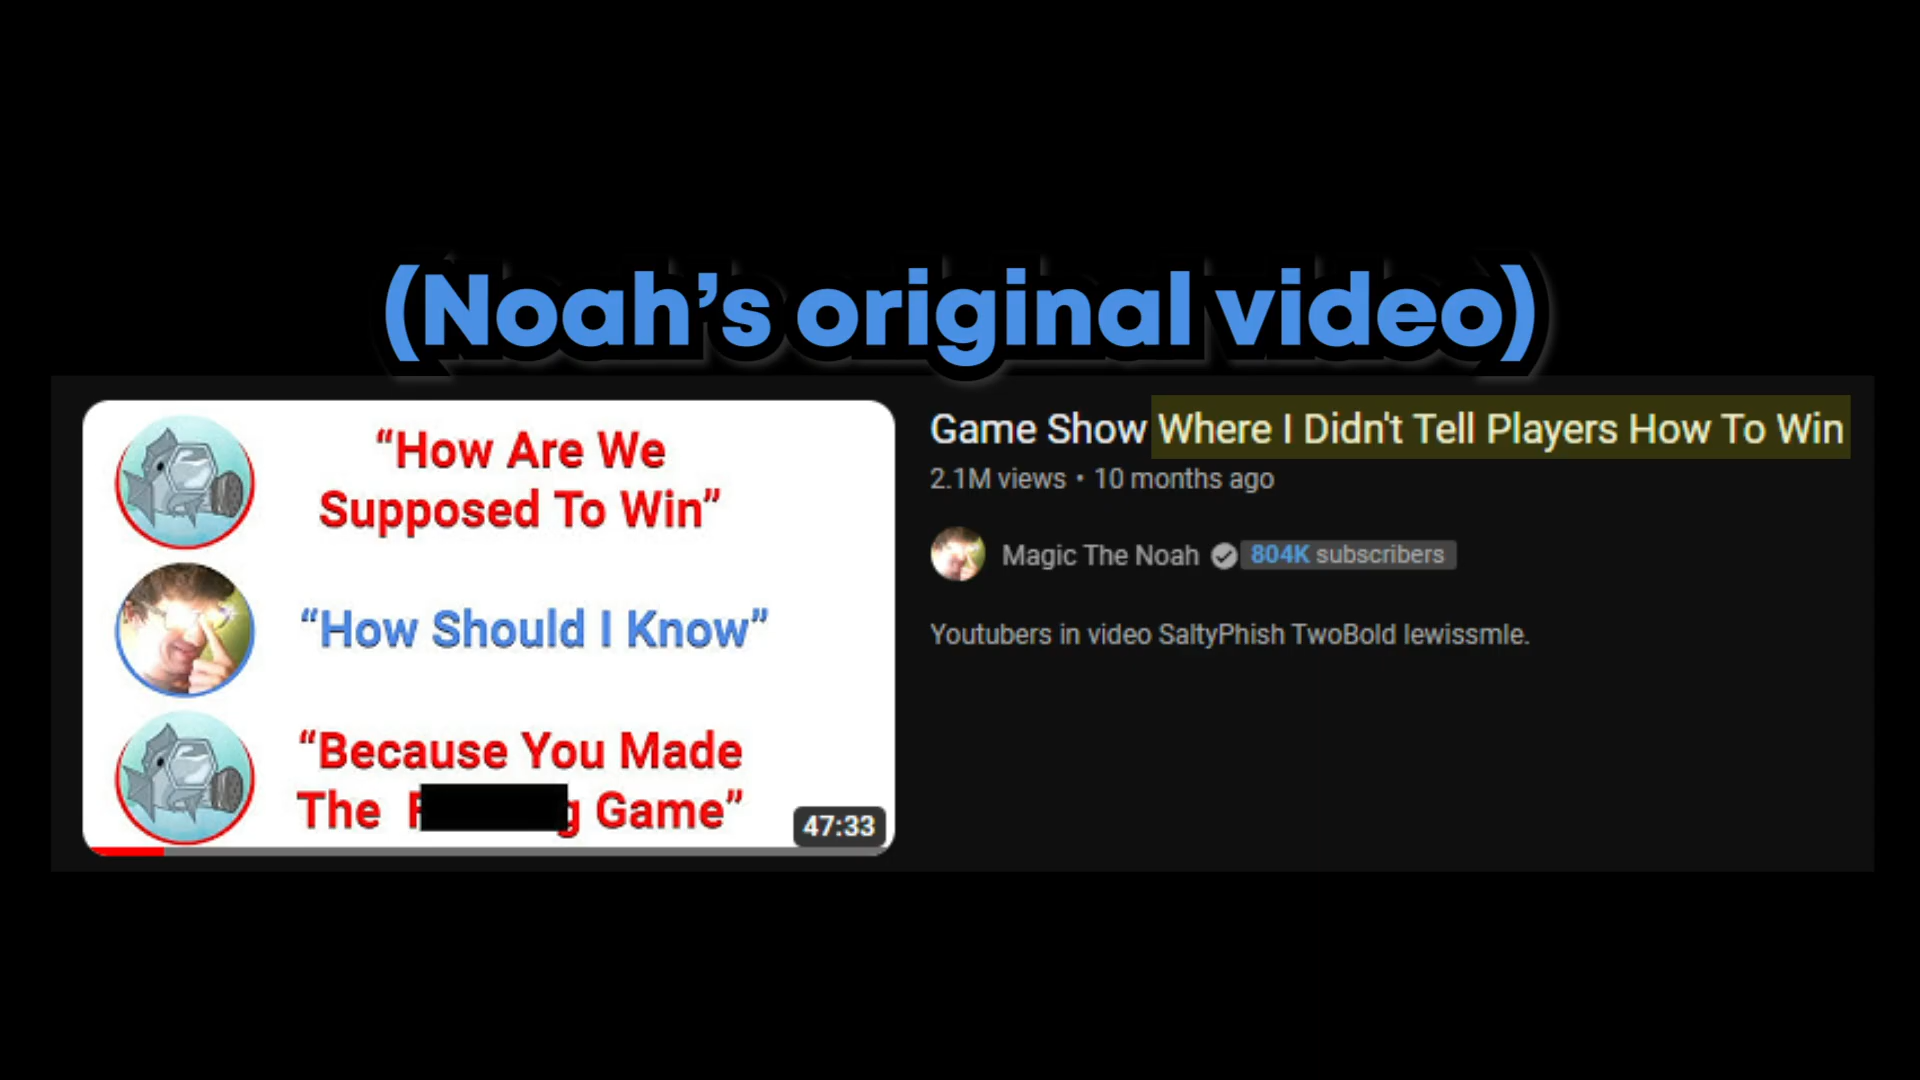 (Noah’s original video)
“How Are We
Supposed To Win”
“How Should I Know”
“Because You Made
The F g Game”
47:33
Game Show Where I Didn't Tell Players How To Win
2.1M views • 10 months ago
Magic The Noah 804K subscribers
Youtubers in video SaltyPhish TwoBold lewissmle.